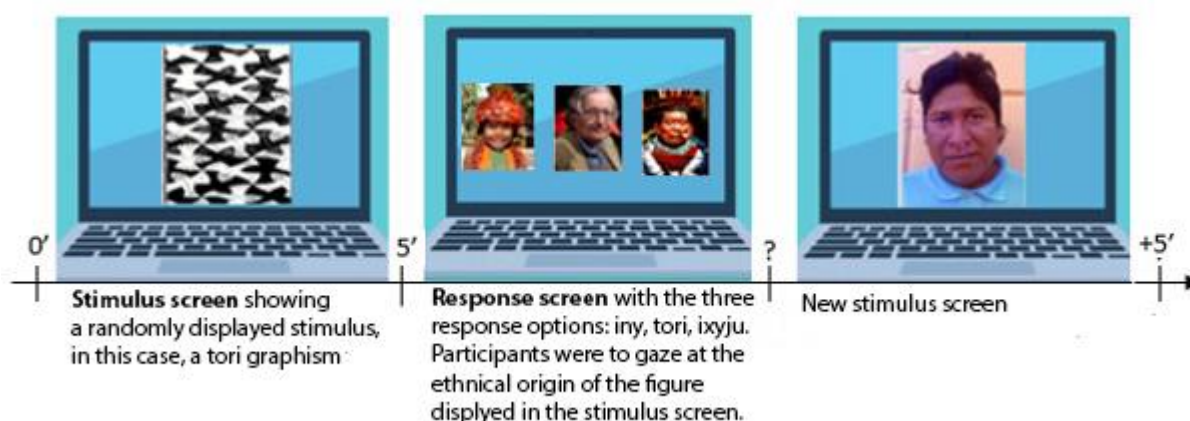 0′
5′
?
+5′
Stimulus screen showing
a randomly displayed stimulus,
in this case, a tori graphism
Response screen with the three
response options: iny, tori, ixyju.
Participants were to gaze at the
ethnical origin of the figure
displyed in the stimulus screen.
New stimulus screen